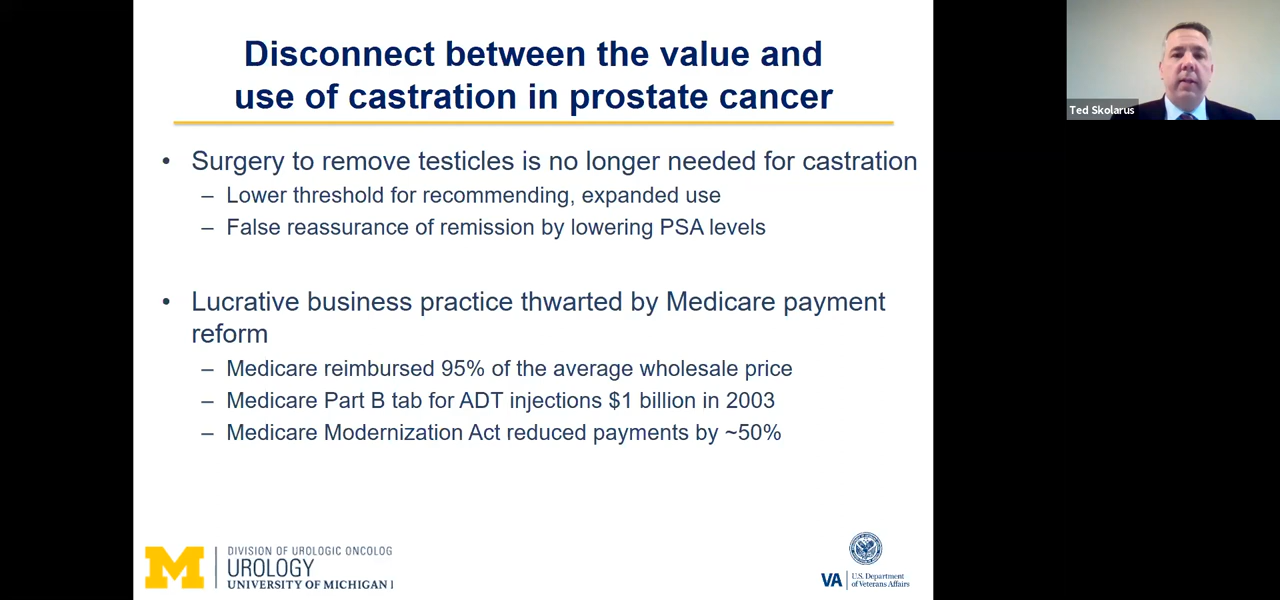 Disconnect between the value and
use of castration in prostate cancer
• Surgery to remove testicles is no longer needed for castration
– Lower threshold for recommending, expanded use
– False reassurance of remission by lowering PSA levels
• Lucrative business practice thwarted by Medicare payment
reform
– Medicare reimbursed 95% of the average wholesale price
– Medicare Part B tab for ADT injections $1 billion in 2003
– Medicare Modernization Act reduced payments by ~50%
M
DIVISION OF UROLOGIC ONCOLOG
UROLOGY
UNIVERSITY OF MICHIGAN
VA
U.S. Department
of Veterans Affairs
Ted Skolarus